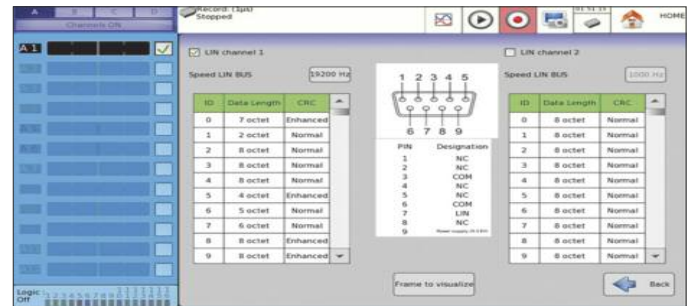 A B C D
Channels ON
Record: (1µs)
Stopped
HOME
A 1
LIN channel 1
Speed LIN BUS
19200 Hz
ID Data Length CRC
0 7 octet Enhanced
1 2 octet Normal
2 8 octet Normal
3 8 octet Normal
4 8 octet Normal
5 4 octet Enhanced
6 5 octet Normal
7 6 octet Normal
8 8 octet Enhanced
9 8 octet Enhanced
1 2 3 4 5
6 7 8 9
PIN Designation
1 NC
2 NC
3 COM
4 NC
5 NC
6 COM
7 LIN
8 NC
9
Frame to visualize
LIN channel 2
Speed LIN BUS
1000 Hz
ID Data Length CRC
0 8 octet Normal
1 8 octet Normal
2 8 octet Normal
3 8 octet Normal
4 8 octet Normal
5 8 octet Normal
6 8 octet Normal
7 8 octet Normal
8 8 octet Normal
9 8 octet Normal
Back
Logic
Off